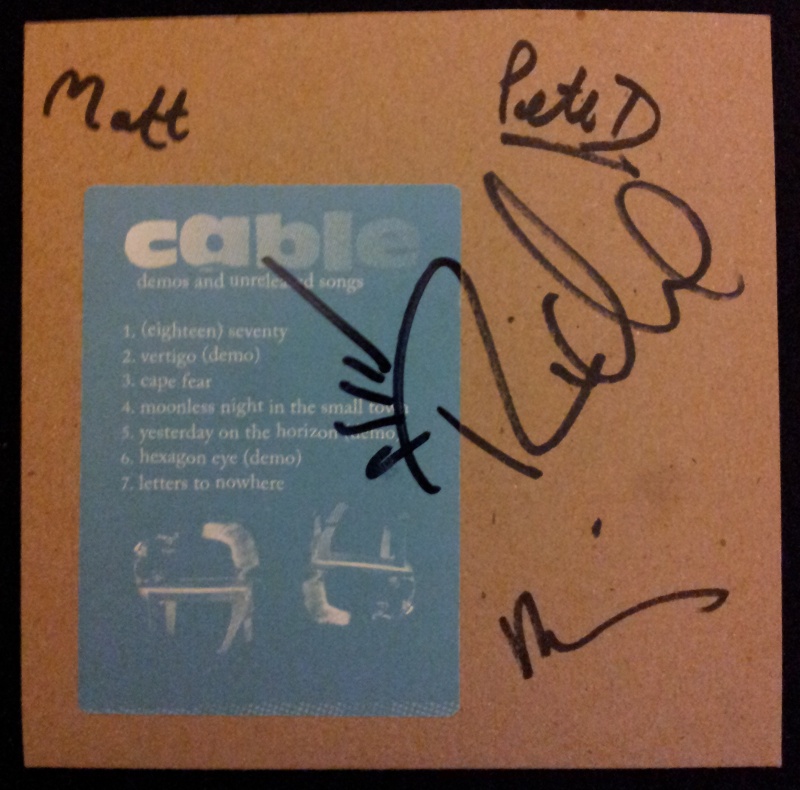 Matt
Pete D
cable
demos and unreleased songs
1. (eighteen) seventy
2. vertigo (demo)
3. cape fear
4. moonless night in the small town
5. yesterday on the horizon (demo)
6. hexagon eye (demo)
7. letters to nowhere